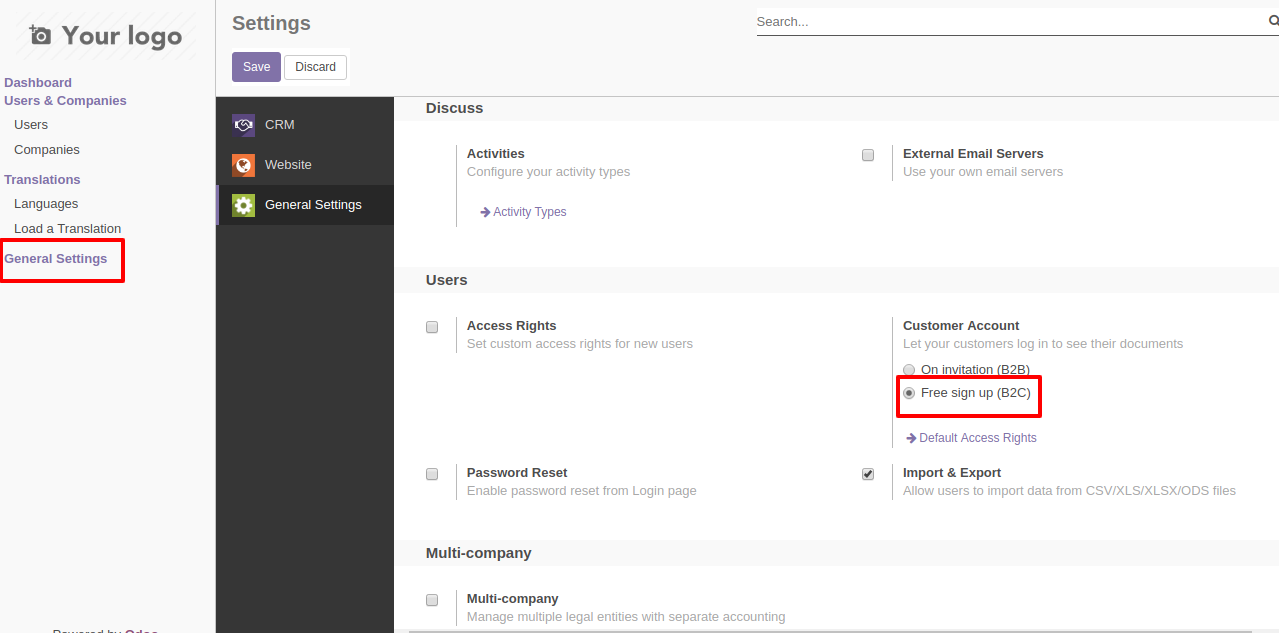 Your logo
Dashboard
Users & Companies
Users
Companies
Translations
Languages
Load a Translation
General Settings
Powered by Odoo
Settings
Search...
Save
Discard
CRM
Website
General Settings
Discuss
Activities
Configure your activity types
Activity Types
External Email Servers
Use your own email servers
Users
Access Rights
Set custom access rights for new users
Customer Account
Let your customers log in to see their documents
On invitation (B2B)
Free sign up (B2C)
Default Access Rights
Password Reset
Enable password reset from Login page
Import & Export
Allow users to import data from CSV/XLS/XLSX/ODS files
Multi-company
Multi-company
Manage multiple legal entities with separate accounting